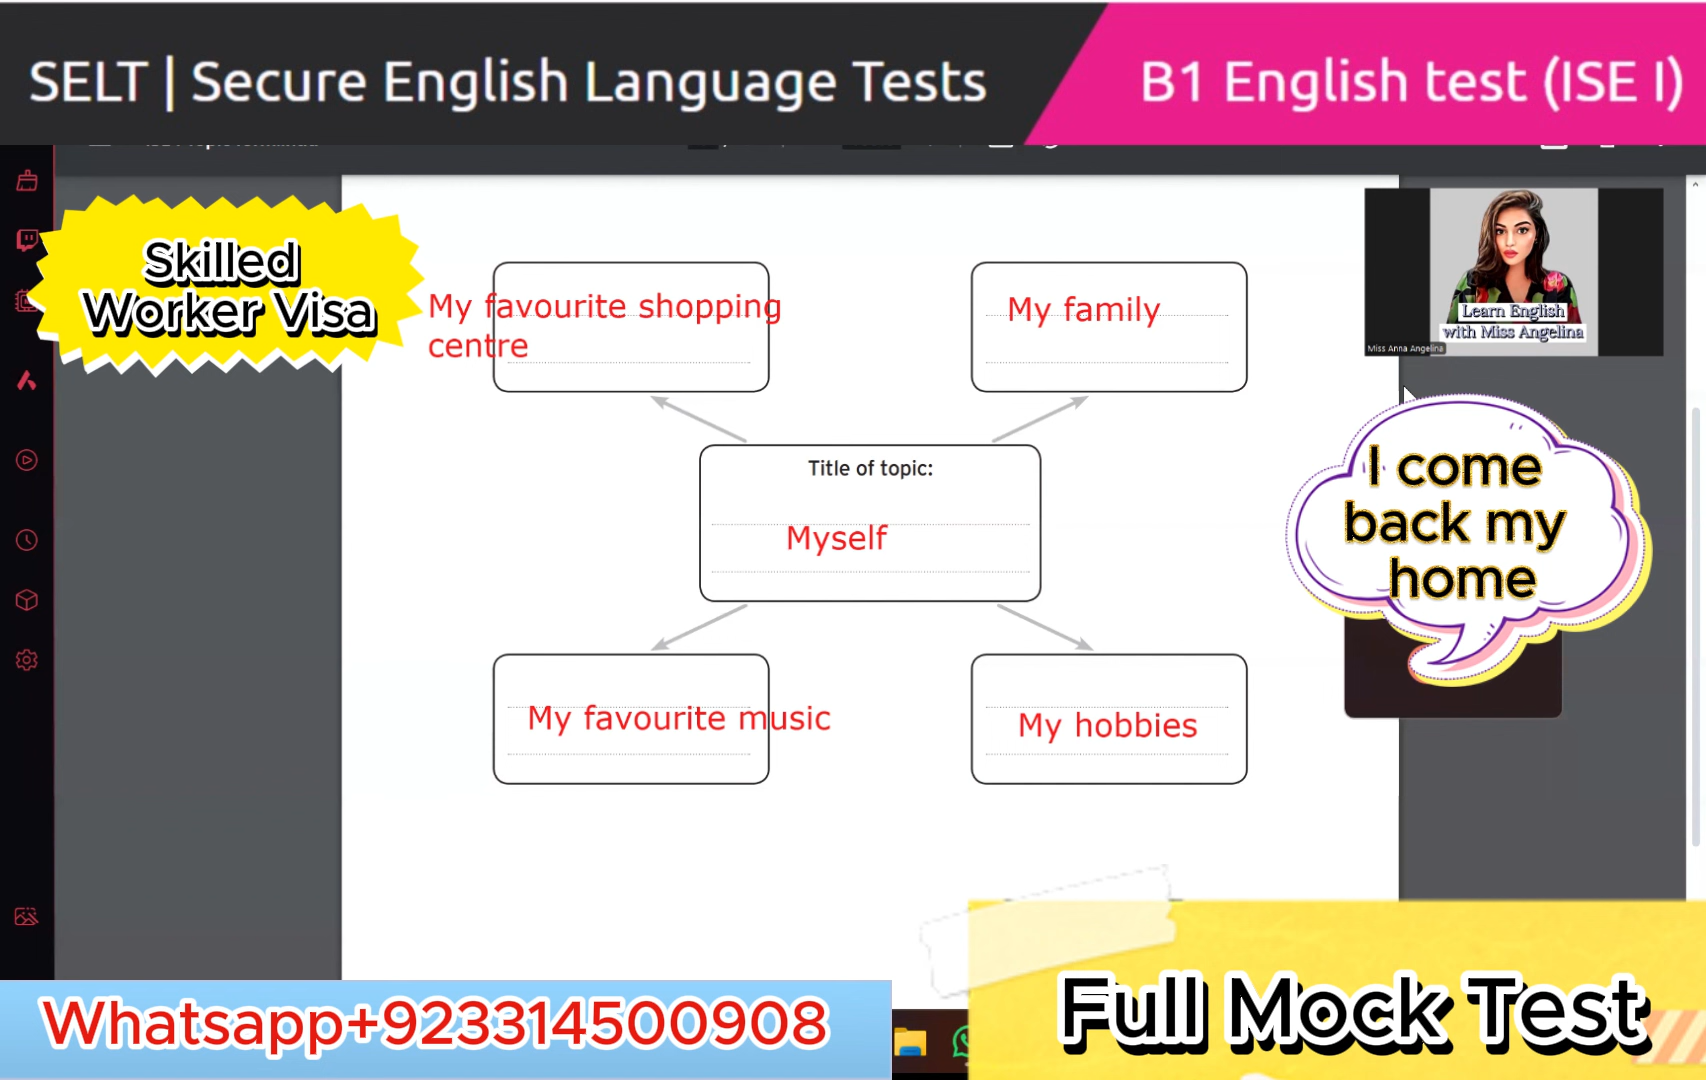 SELT | Secure English Language Tests
B1 English test (ISE I)
Skilled
Worker Visa
My favourite shopping
centre
My family
Learn English
with Miss Angelina
Miss Anna Angelina
Title of topic:
Myself
I come
back my
home
My favourite music
My hobbies
Whatsapp+923314500908
Full Mock Test